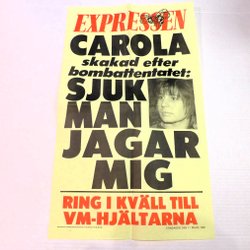 EXPRESSEN
CAROLA
skakad efter
bombattentatet:
SJUK
MAN
JAGAR
MIG
RING I KVÄLL TILL
VM-HJÄLTARNA